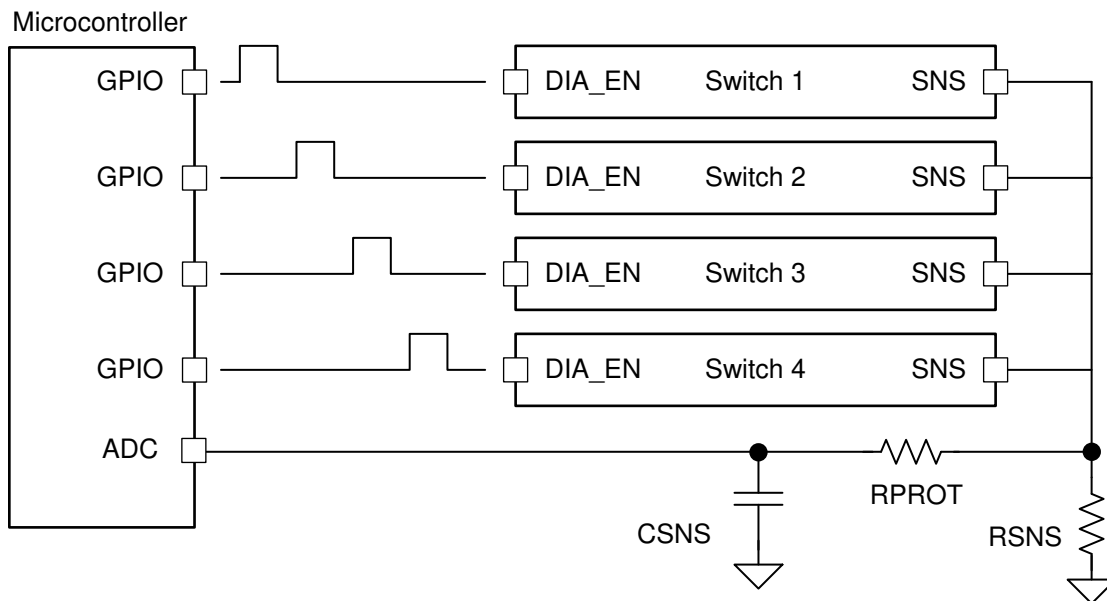 Microcontroller
GPIO DIA_EN Switch 1 SNS
GPIO DIA_EN Switch 2 SNS
GPIO DIA_EN Switch 3 SNS
GPIO DIA_EN Switch 4 SNS
ADC
RPROT
CSNS RSNS